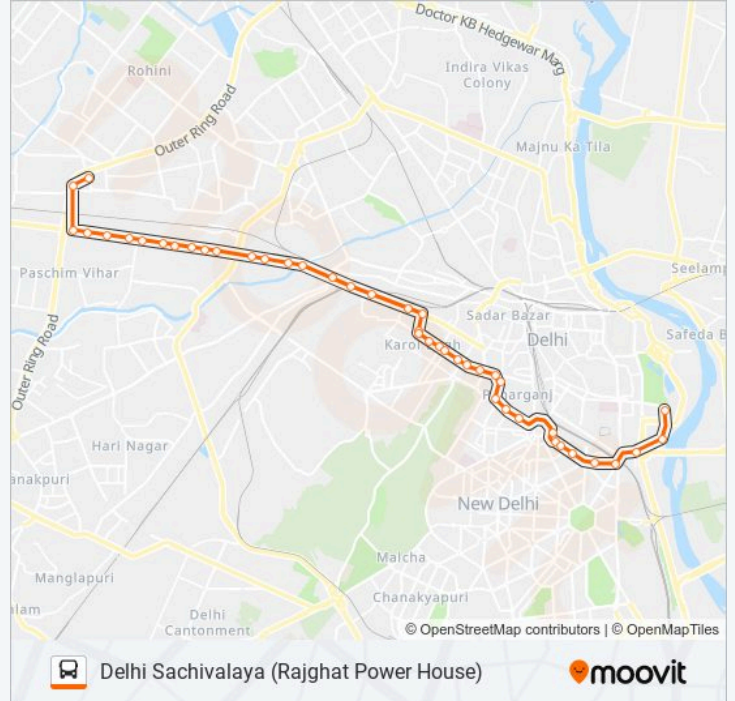 Doctor KB Hedgewar Marg
Rohini
Indira Vikas
Colony
Outer Ring Road
Majnu Ka Tila
Paschim Vihar
Seelamp
Sadar Bazar
Safeda B
Delhi
Outer Ring Road
Hari Nagar
anakpuri
New Delhi
Malcha
Manglapuri
Chanakyapuri
alam
Delhi
Cantonment
© OpenStreetMap contributors | © OpenMapTiles
Delhi Sachivalaya (Rajghat Power House)
moovit